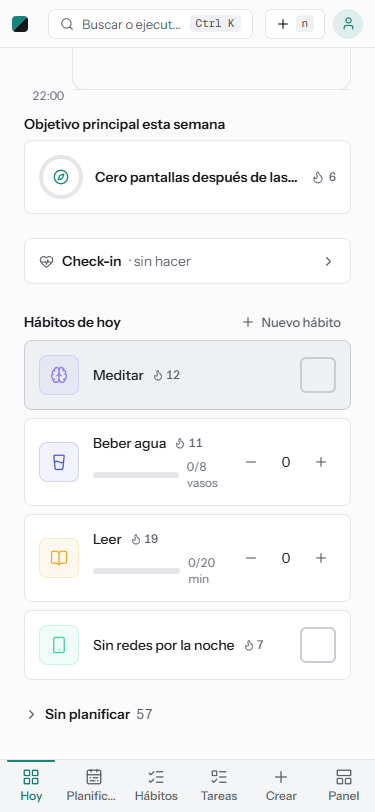 Buscar o ejecut... Ctrl K
+ n
22:00
Objetivo principal esta semana
Cero pantallas después de las... 6
Check-in · sin hacer
Hábitos de hoy
+ Nuevo hábito
Meditar 12
Beber agua 11
0/8
vasos
− 0 +
Leer 19
0/20
min
− 0 +
Sin redes por la noche 7
Sin planificar 57
Hoy
Planific...
Hábitos
Tareas
Crear
Panel